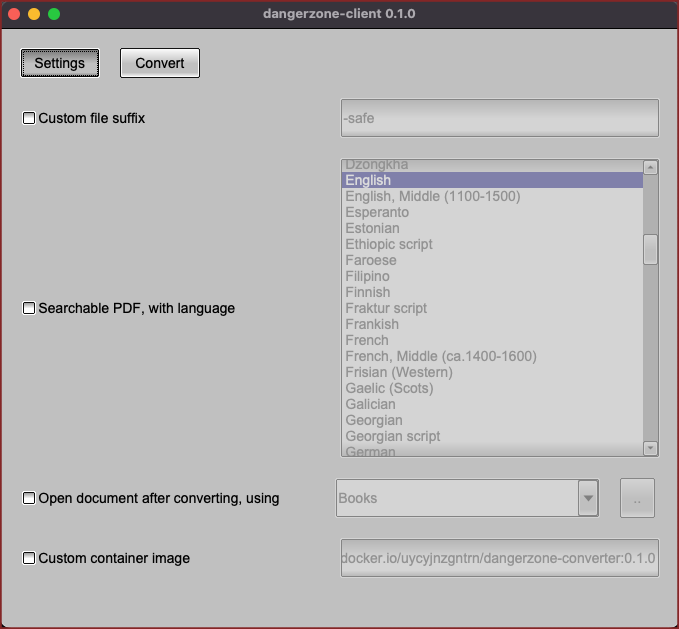 dangerzone-client 0.1.0
Settings
Convert
Custom file suffix
-safe
Searchable PDF, with language
Dzongkha
English
English, Middle (1100-1500)
Esperanto
Estonian
Ethiopic script
Faroese
Filipino
Finnish
Fraktur script
Frankish
French
French, Middle (ca.1400-1600)
Frisian (Western)
Gaelic (Scots)
Galician
Georgian
Georgian script
German
Open document after converting, using
Books
..
Custom container image
docker.io/uycyjnzgntrn/dangerzone-converter:0.1.0